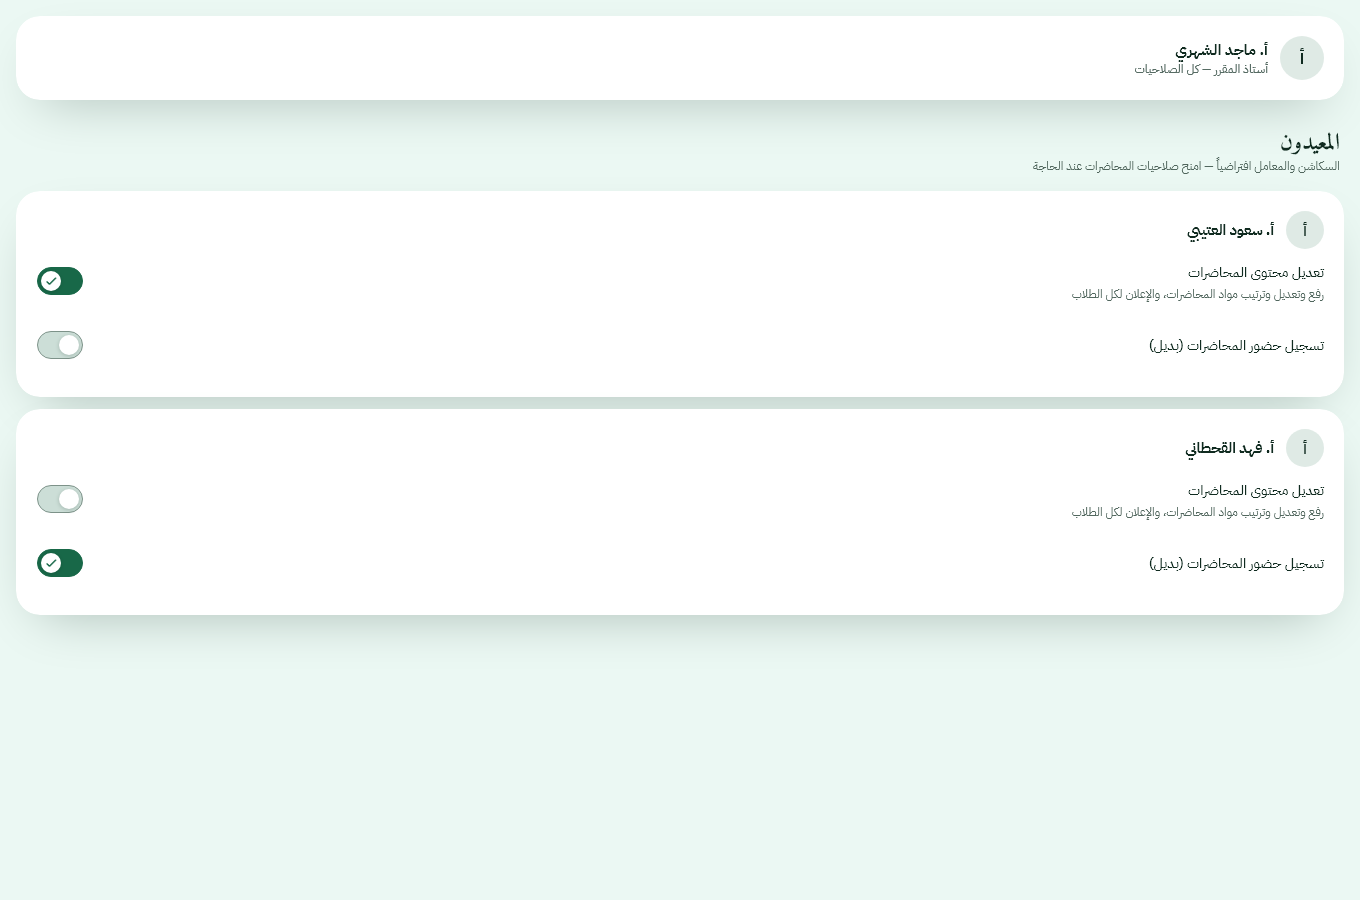 أ
أ. ماجد الشهري
أستاذ المقرر — كل الصلاحيات
المعيدون
السكاشن والمعامل افتراضياً — امنح صلاحيات المحاضرات عند الحاجة
أ
أ. سعود العتيبي
تعديل محتوى المحاضرات
رفع وتعديل وترتيب مواد المحاضرات، والإعلان لكل الطلاب
تسجيل حضور المحاضرات (بديل)
أ
أ. فهد القحطاني
تعديل محتوى المحاضرات
رفع وتعديل وترتيب مواد المحاضرات، والإعلان لكل الطلاب
تسجيل حضور المحاضرات (بديل)